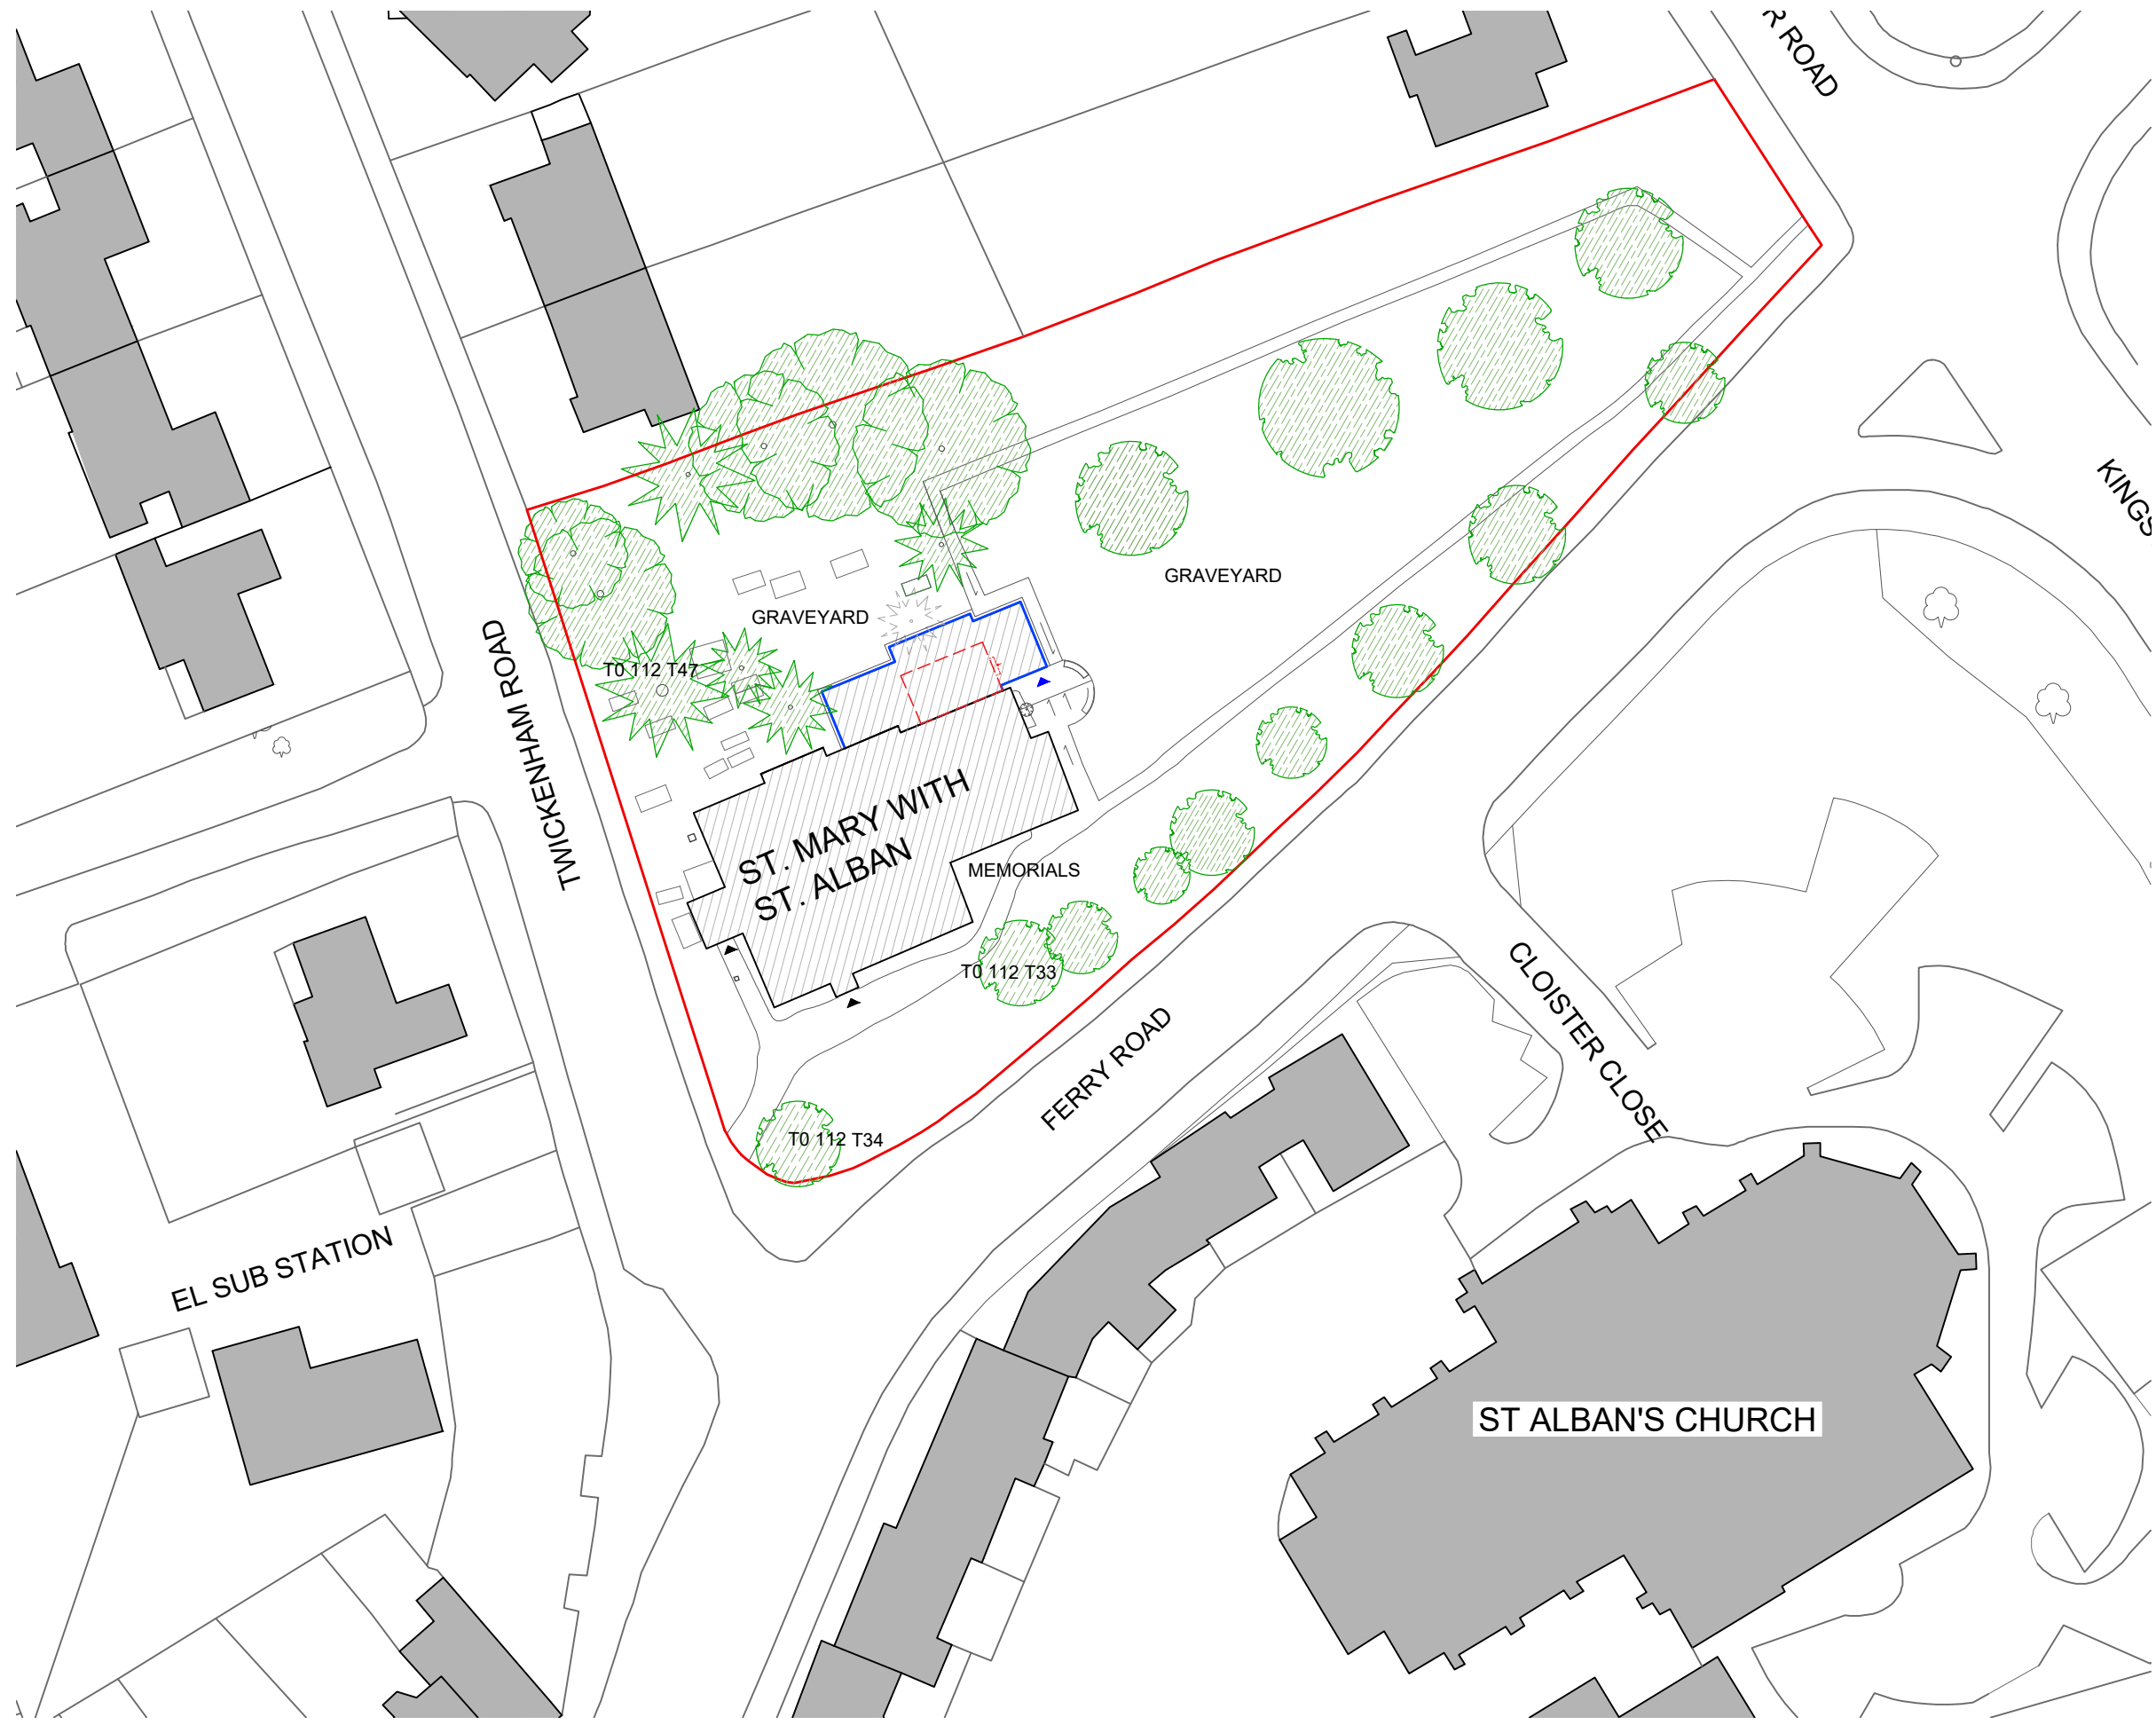 R ROAD
KINGS
GRAVEYARD
GRAVEYARD
T0 112 T47
TWICKENHAM ROAD
ST. MARY WITH
ST. ALBAN
MEMORIALS
T0 112 T33
CLOISTER CLOSE
FERRY ROAD
T0 112 T34
EL SUB STATION
ST ALBAN'S CHURCH